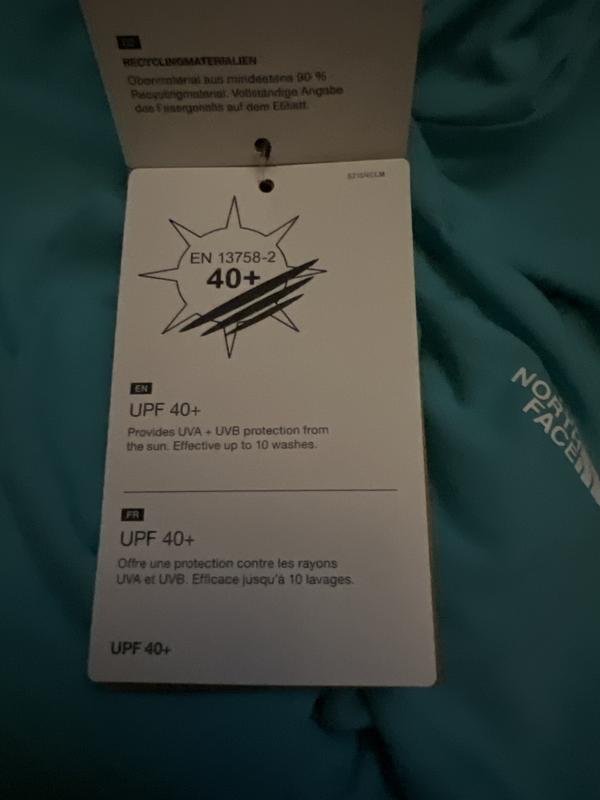 DE
RECYCLINGMATERIALIEN
Obermaterial aus mindestens 90 %
Recyclingmaterial. Vollständige Angabe
des Fasergehalts auf dem Etikett.
EN 13758-2
40+
EN
UPF 40+
Provides UVA + UVB protection from
the sun. Effective up to 10 washes.
FR
UPF 40+
Offre une protection contre les rayons
UVA et UVB. Efficace jusqu'à 10 lavages.
UPF 40+
NORTH
FACE